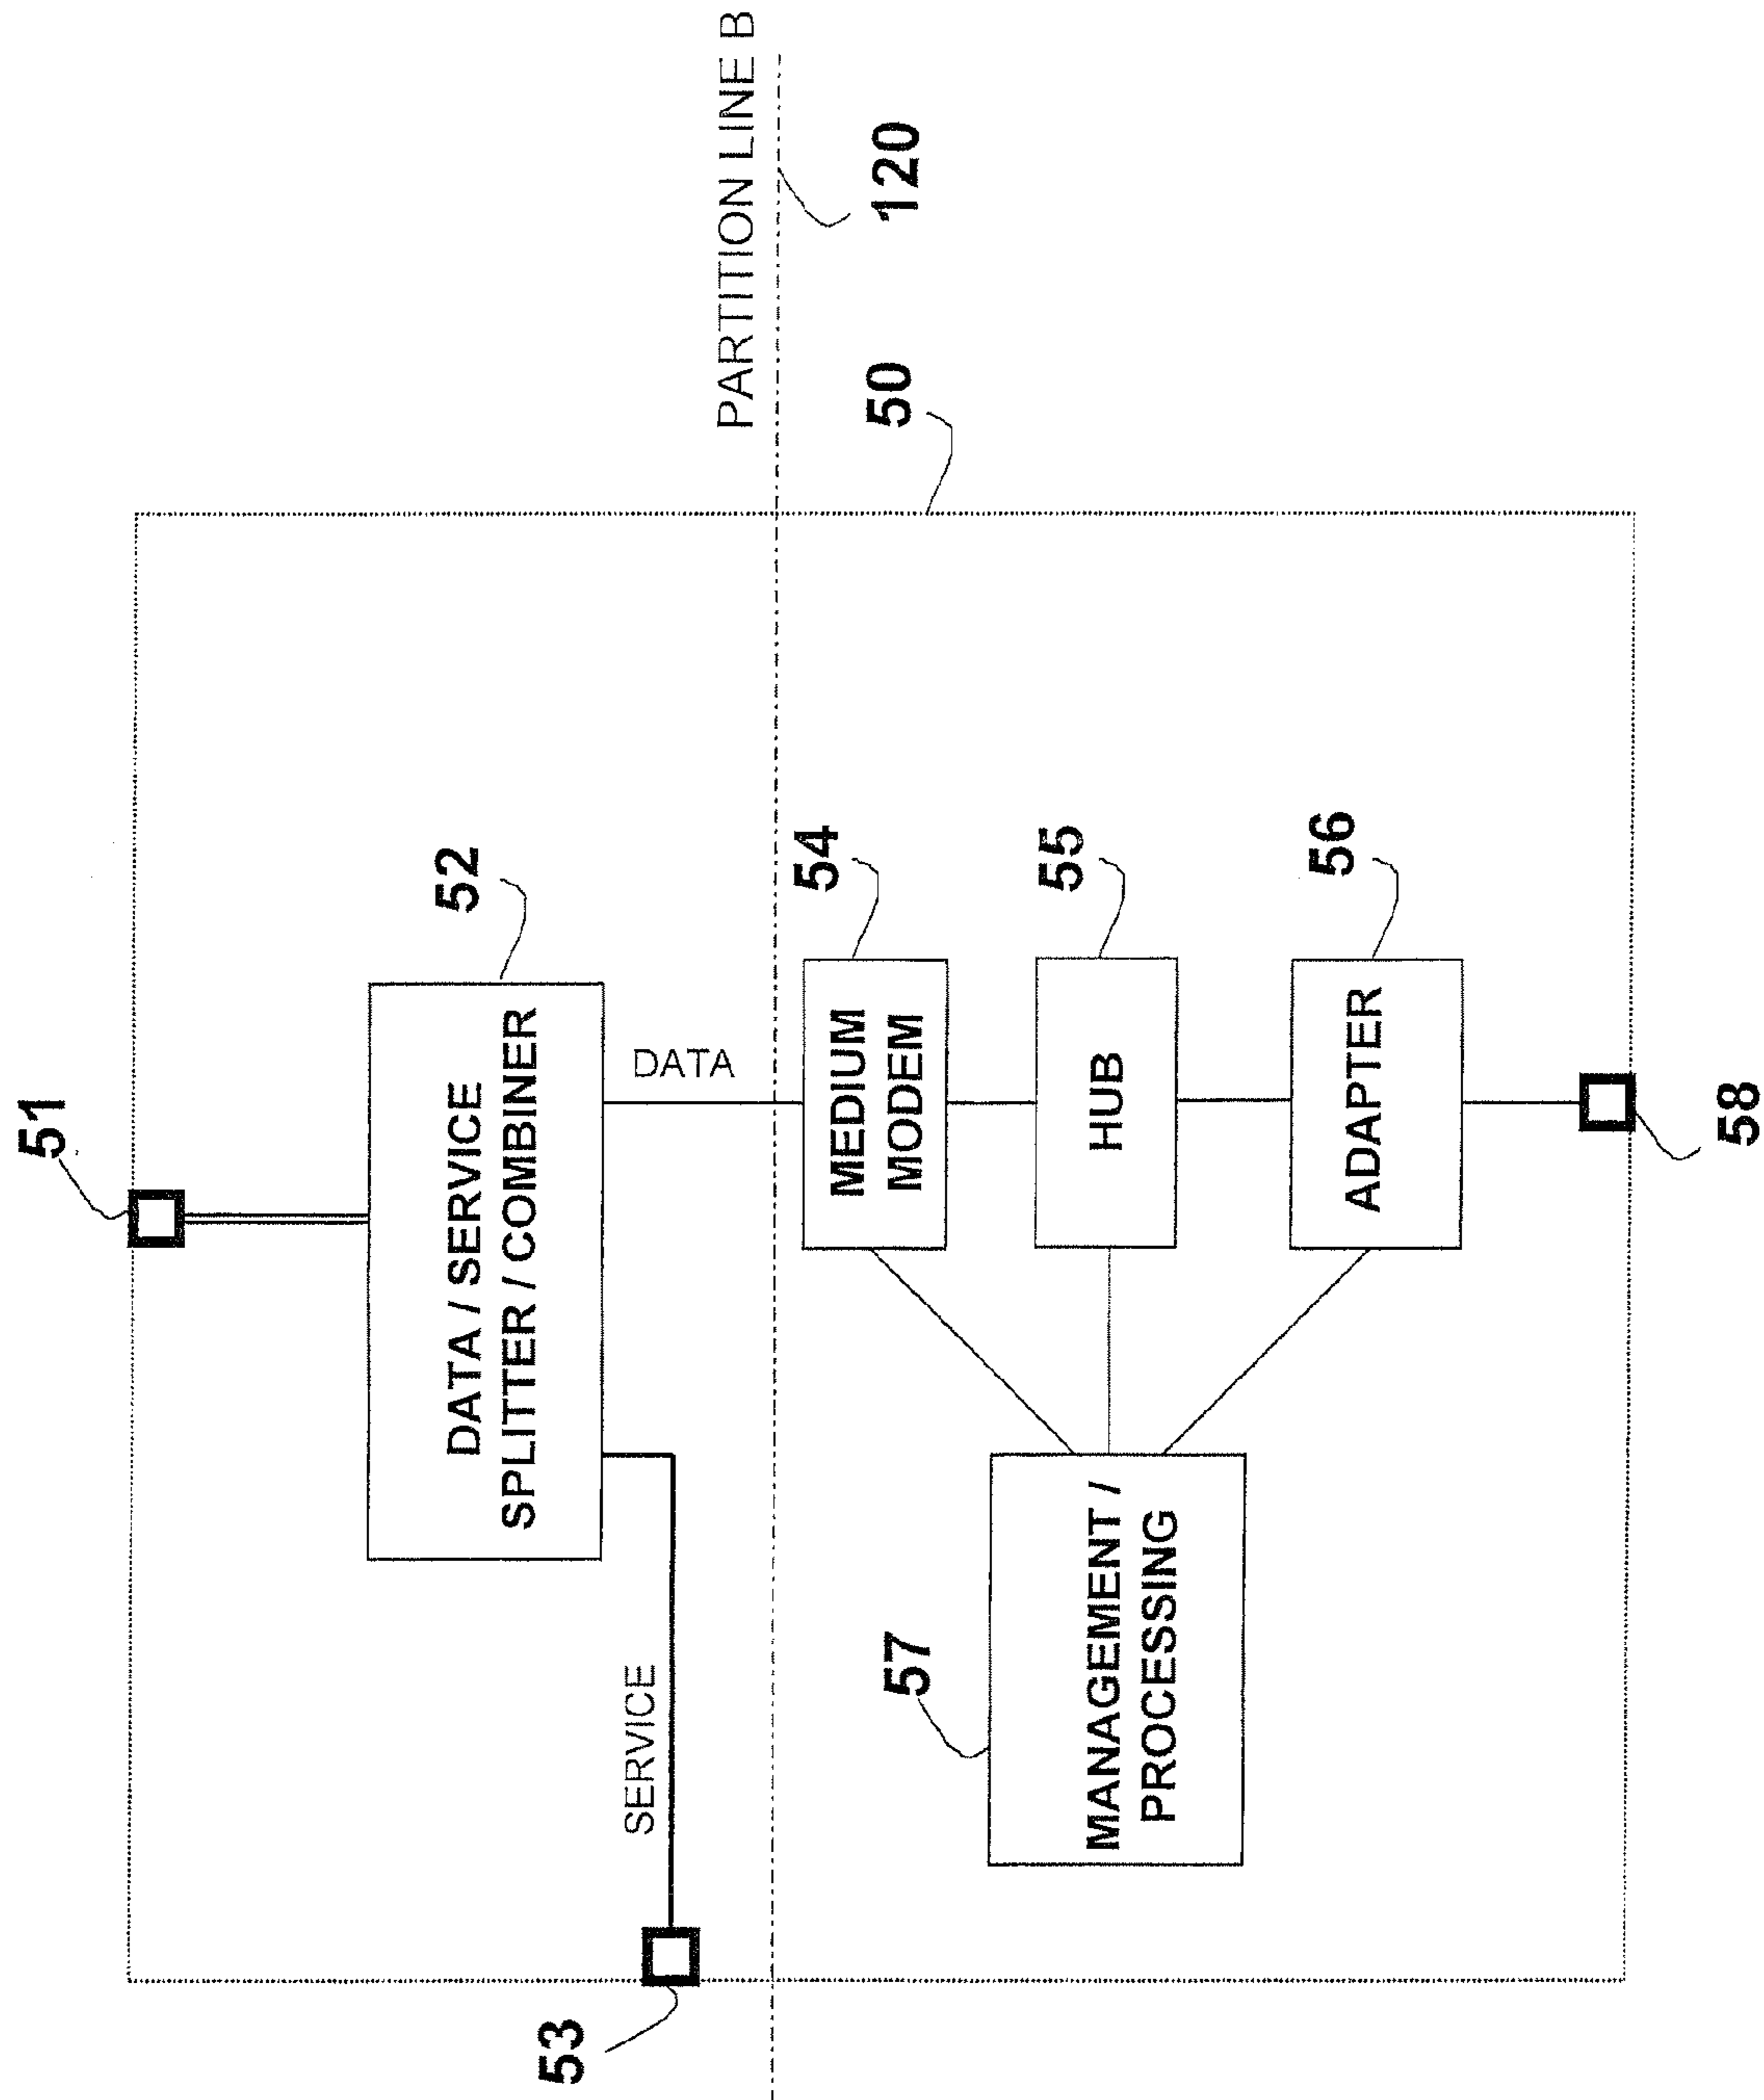 51
52
DATA / SERVICE
SPLITTER / COMBINER
53
SERVICE
DATA
PARTITION LINE B
120
50
54
MEDIUM
MODEM
55
HUB
57
MANAGEMENT /
PROCESSING
56
ADAPTER
58